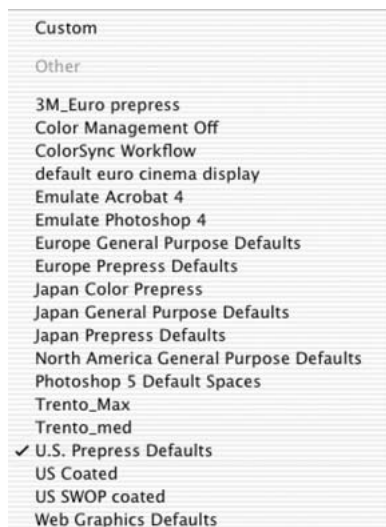 Custom
Other
3M_Euro prepress
Color Management Off
ColorSync Workflow
default euro cinema display
Emulate Acrobat 4
Emulate Photoshop 4
Europe General Purpose Defaults
Europe Prepress Defaults
Japan Color Prepress
Japan General Purpose Defaults
Japan Prepress Defaults
North America General Purpose Defaults
Photoshop 5 Default Spaces
Trento_Max
Trento_med
✓ U.S. Prepress Defaults
US Coated
US SWOP coated
Web Graphics Defaults